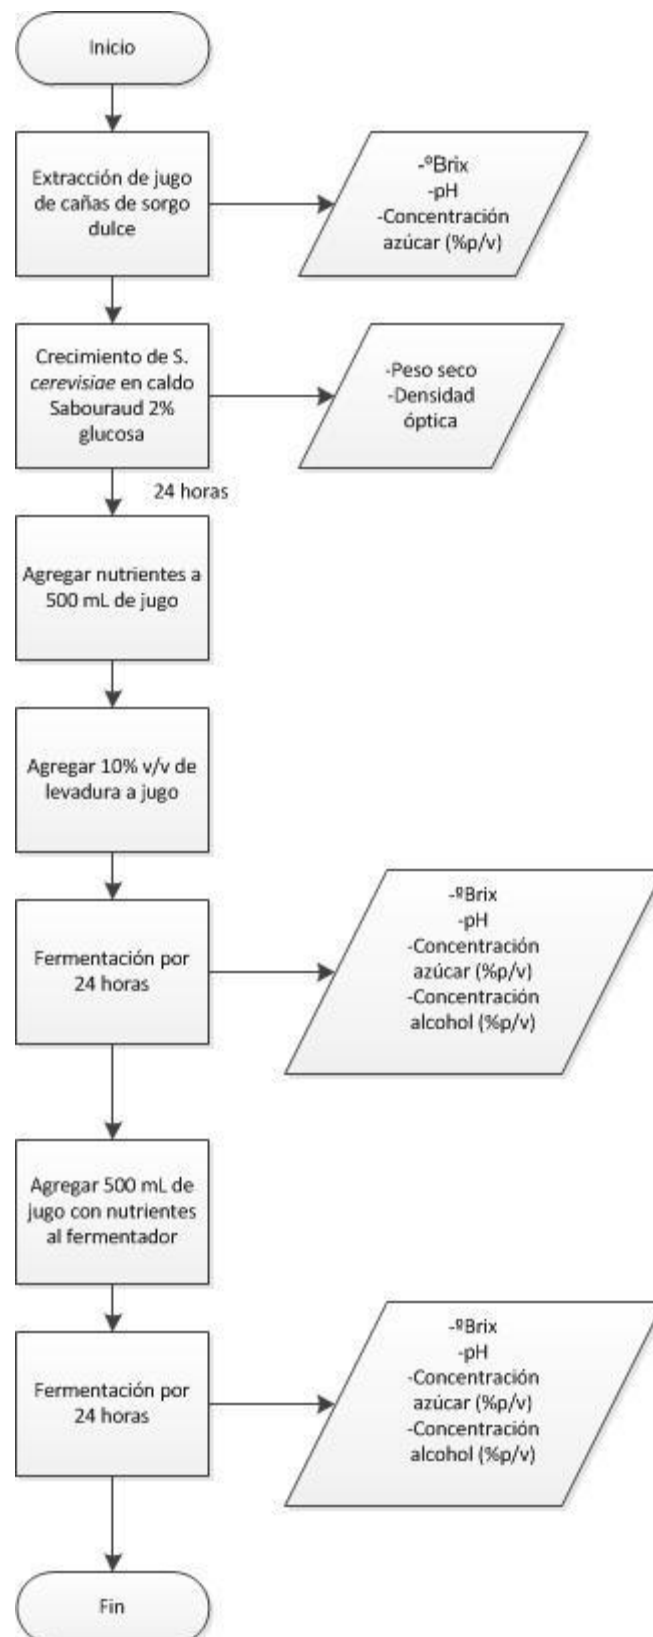 Inicio
Extracción de jugo
de cañas de sorgo
dulce
-ºBrix
-pH
-Concentración
azúcar (%p/v)
Crecimiento de S.
cerevisiae en caldo
Sabouraud 2%
glucosa
-Peso seco
-Densidad
óptica
24 horas
Agregar nutrientes a
500 mL de jugo
Agregar 10% v/v de
levadura a jugo
Fermentación por
24 horas
-ºBrix
-pH
-Concentración
azúcar (%p/v)
-Concentración
alcohol (%p/v)
Agregar 500 mL de
jugo con nutrientes
al fermentador
Fermentación por
24 horas
-ºBrix
-pH
-Concentración
azúcar (%p/v)
-Concentración
alcohol (%p/v)
Fin